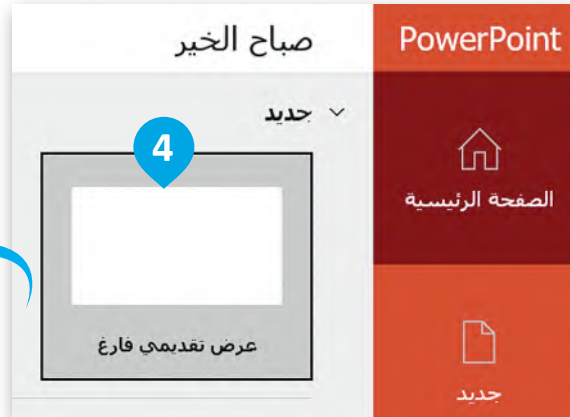 PowerPoint
الصفحة الرئيسية
جديد
صباح الخير
جديد
4
عرض تقديمي فارغ